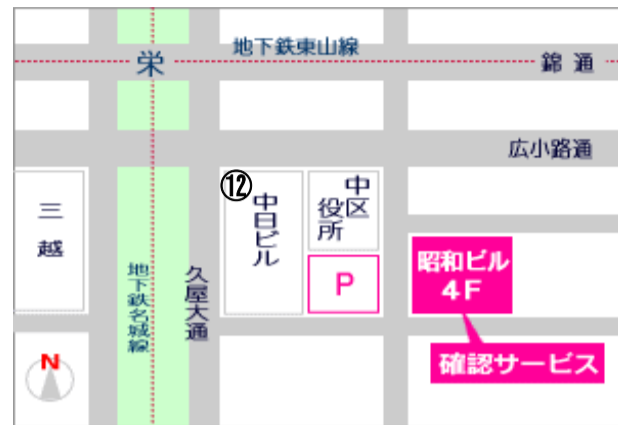 地下鉄東山線
栄
錦通
広小路通
三越
⑫
中日ビル
中区
役所
P
昭和ビル
4F
確認サービス
地下鉄名城線
久屋大通
N